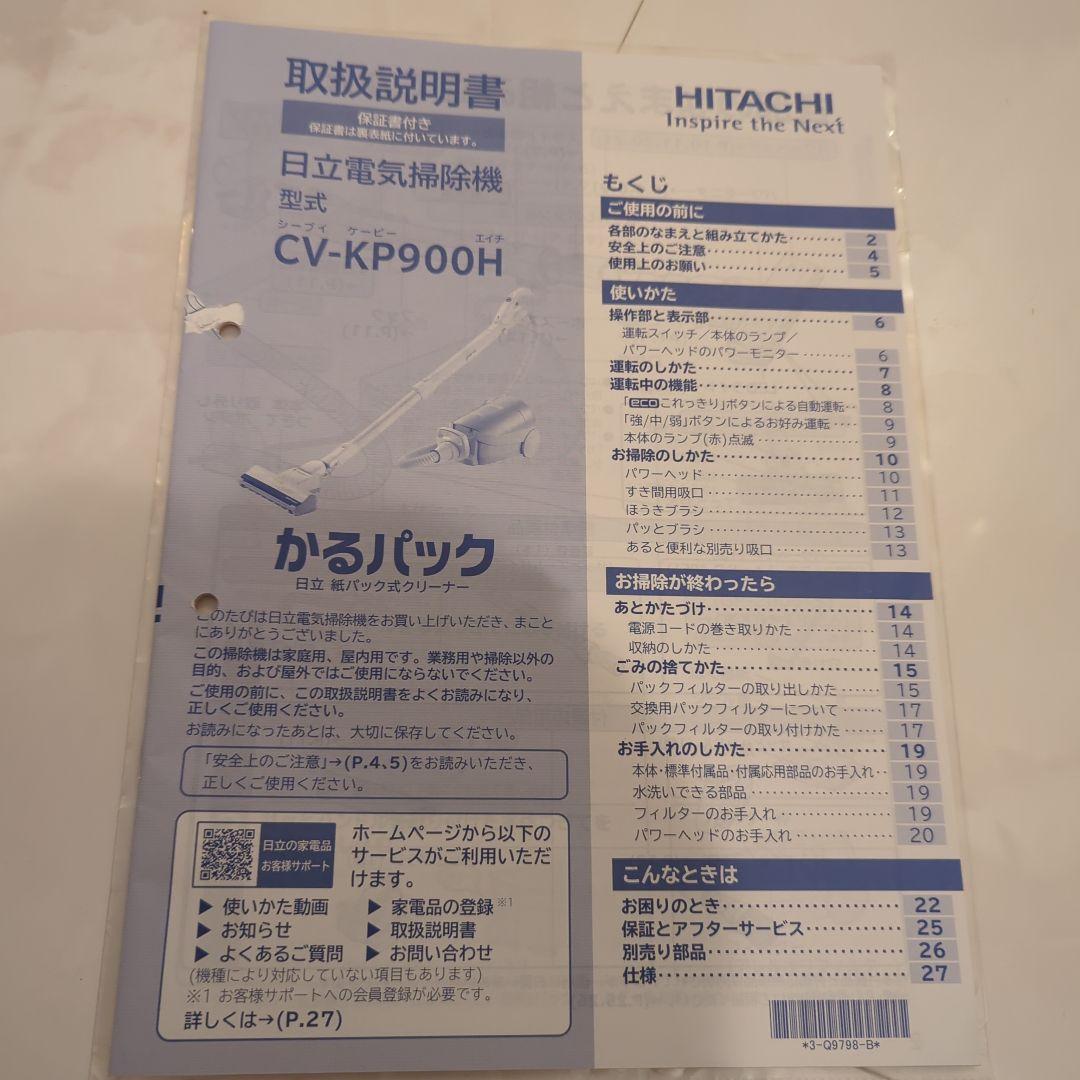 取扱説明書
保証書付き
保証書は裏表紙に付いています。
日立電気掃除機
型式
シーブイ ケーピー エイチ
CV-KP900H
かるパック
日立 紙パック式クリーナー
このたびは日立電気掃除機をお買い上げいただき、まこと
にありがとうございました。
この掃除機は家庭用、屋内用です。業務用や掃除以外の
目的、および屋外ではご使用にならないでください。
ご使用の前に、この取扱説明書をよくお読みになり、
正しくご使用ください。
お読みになったあとは、大切に保存してください。
「安全上のご注意」→(P.4、5)をお読みいただき、
正しくご使用ください。
日立の家電品
お客様サポート
ホームページから以下の
サービスがご利用いただ
けます。
▶ 使いかた動画 ▶ 家電品の登録※1
▶ お知らせ ▶ 取扱説明書
▶ よくあるご質問 ▶ お問い合わせ
(機種により対応していない項目もあります)
※1 お客様サポートへの会員登録が必要です。
詳しくは→(P.27)
HITACHI
Inspire the Next
もくじ
ご使用の前に
各部のなまえと組み立てかた········ 2
安全上のご注意···················· 4
使用上のお願い···················· 5
使いかた
操作部と表示部···················· 6
運転スイッチ／本体のランプ／
パワーヘッドのパワーモニター ········ 6
運転のしかた······················ 7
運転中の機能······················ 8
「ecoこれっきり」ボタンによる自動運転·· 8
「強/中/弱」ボタンによるお好み運転 ···· 9
本体のランプ(赤)点滅 ·············· 9
お掃除のしかた···················· 10
パワーヘッド ······················ 10
すき間用吸口 ······················ 11
ほうきブラシ ······················ 12
パッとブラシ ······················ 13
あると便利な別売り吸口 ············· 13
お掃除が終わったら
あとかたづけ······················ 14
電源コードの巻き取りかた ··········· 14
収納のしかた ······················ 14
ごみの捨てかた···················· 15
パックフィルターの取り出しかた ······ 15
交換用パックフィルターについて ······ 17
パックフィルターの取り付けかた ······ 17
お手入れのしかた·················· 19
本体・標準付属品・付属応用部品のお手入れ·· 19
水洗いできる部品 ·················· 19
フィルターのお手入れ ·············· 19
パワーヘッドのお手入れ ············· 20
こんなときは
お困りのとき······················ 22
保証とアフターサービス············· 25
別売り部品························ 26
仕様······························ 27
*3-Q9798-B*